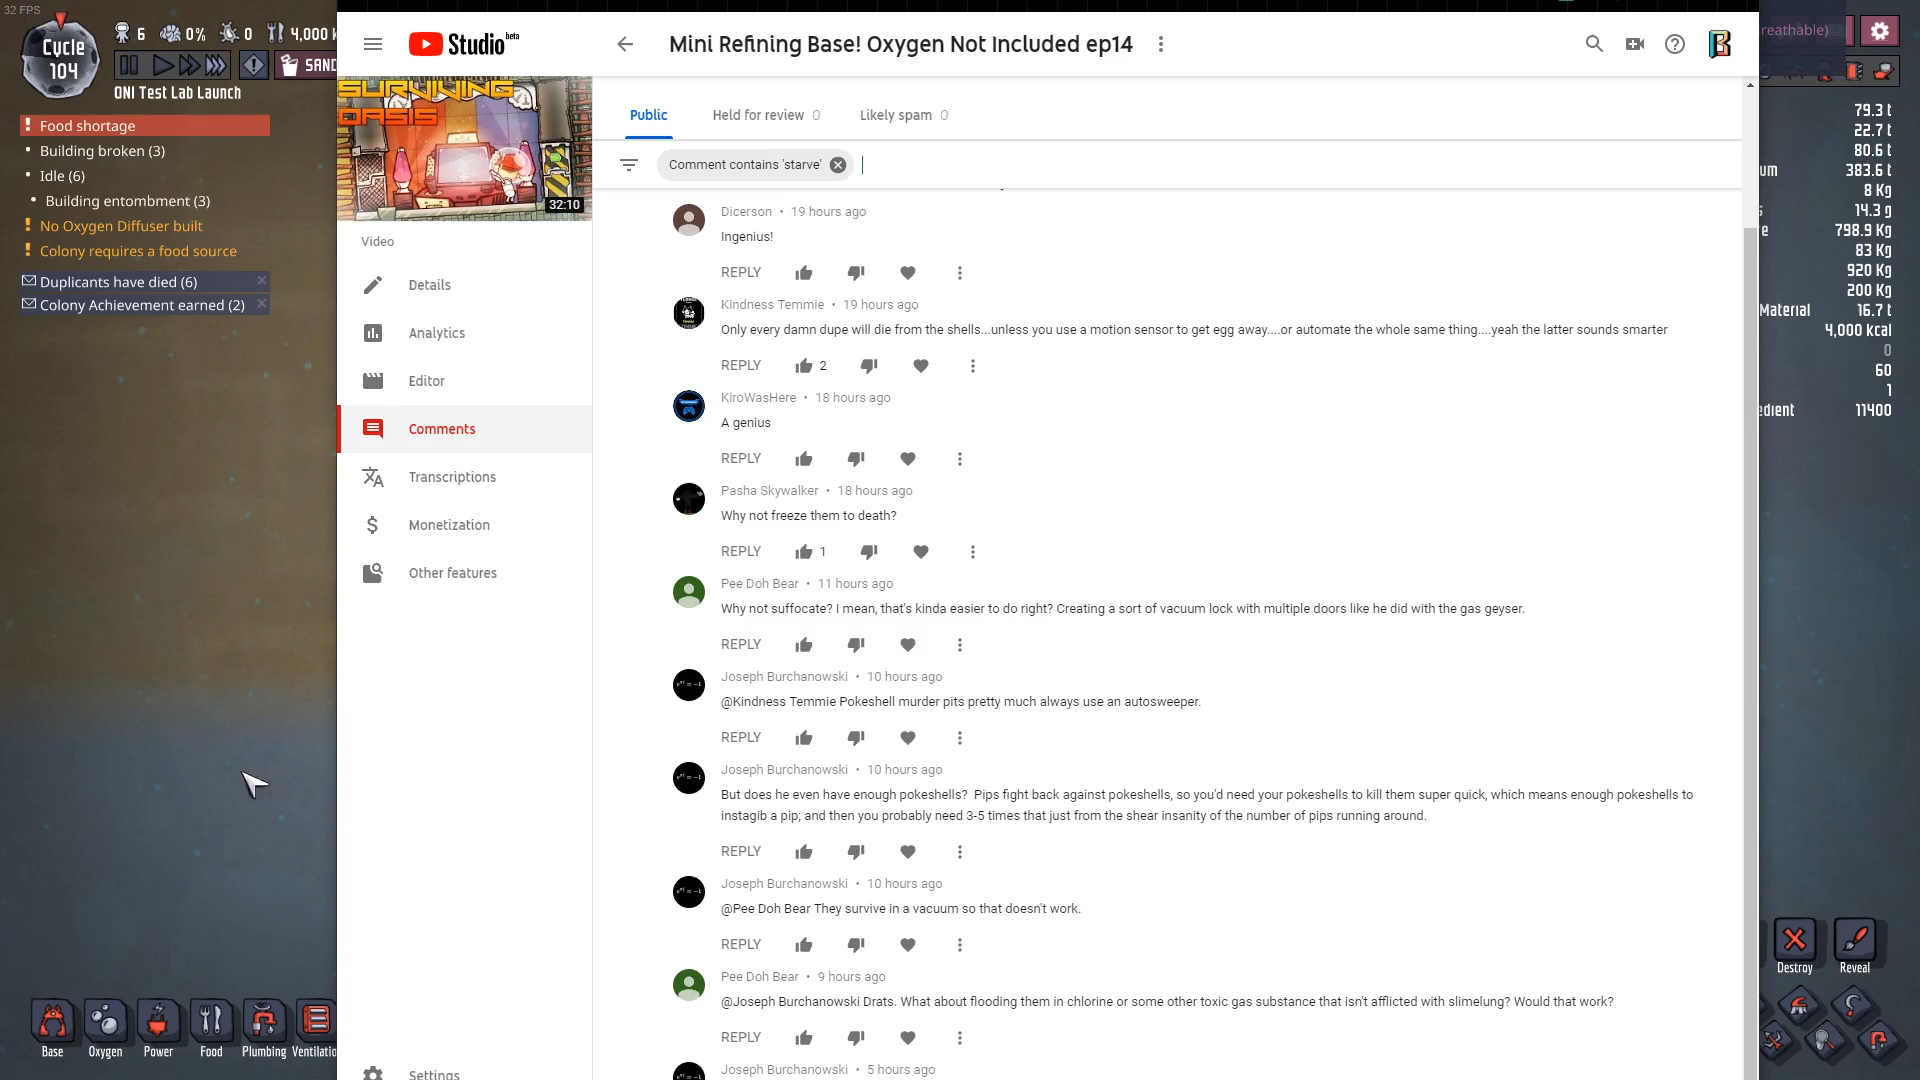 32 FPS
Cycle
104
6
0%
0
4,000 k
SAND
ONI Test Lab Launch
! Food shortage
• Building broken (3)
• Idle (6)
• Building entombment (3)
! No Oxygen Diffuser built
! Colony requires a food source
Duplicants have died (6)
Colony Achievement earned (2)
Base
Oxygen
Power
Food
Plumbing
Ventilatio
Studio beta
Mini Refining Base! Oxygen Not Included ep14
SURVIVING
OASIS
32:10
Video
Details
Analytics
Editor
Comments
Transcriptions
Monetization
Other features
Settings
Public
Held for review 0
Likely spam 0
Comment contains 'starve'
Dicerson • 19 hours ago
Ingenius!
REPLY
Kindness Temmie • 19 hours ago
Only every damn dupe will die from the shells...unless you use a motion sensor to get egg away....or automate the whole same thing....yeah the latter sounds smarter
REPLY 2
KiroWasHere • 18 hours ago
A genius
REPLY
Pasha Skywalker • 18 hours ago
Why not freeze them to death?
REPLY 1
Pee Doh Bear • 11 hours ago
Why not suffocate? I mean, that's kinda easier to do right? Creating a sort of vacuum lock with multiple doors like he did with the gas geyser.
REPLY
Joseph Burchanowski • 10 hours ago
@Kindness Temmie Pokeshell murder pits pretty much always use an autosweeper.
REPLY
Joseph Burchanowski • 10 hours ago
But does he even have enough pokeshells?  Pips fight back against pokeshells, so you'd need your pokeshells to kill them super quick, which means enough pokeshells to
instagib a pip; and then you probably need 3-5 times that just from the shear insanity of the number of pips running around.
REPLY
Joseph Burchanowski • 10 hours ago
@Pee Doh Bear They survive in a vacuum so that doesn't work.
REPLY
Pee Doh Bear • 9 hours ago
@Joseph Burchanowski Drats. What about flooding them in chlorine or some other toxic gas substance that isn't afflicted with slimelung? Would that work?
REPLY
Joseph Burchanowski • 5 hours ago
reathable)
79.3 t
22.7 t
80.6 t
um 383.6 t
8 Kg
s 14.3 g
e 798.9 Kg
83 Kg
920 Kg
200 Kg
Material 16.7 t
4,000 kcal
0
60
1
edient 11400
Destroy
Reveal